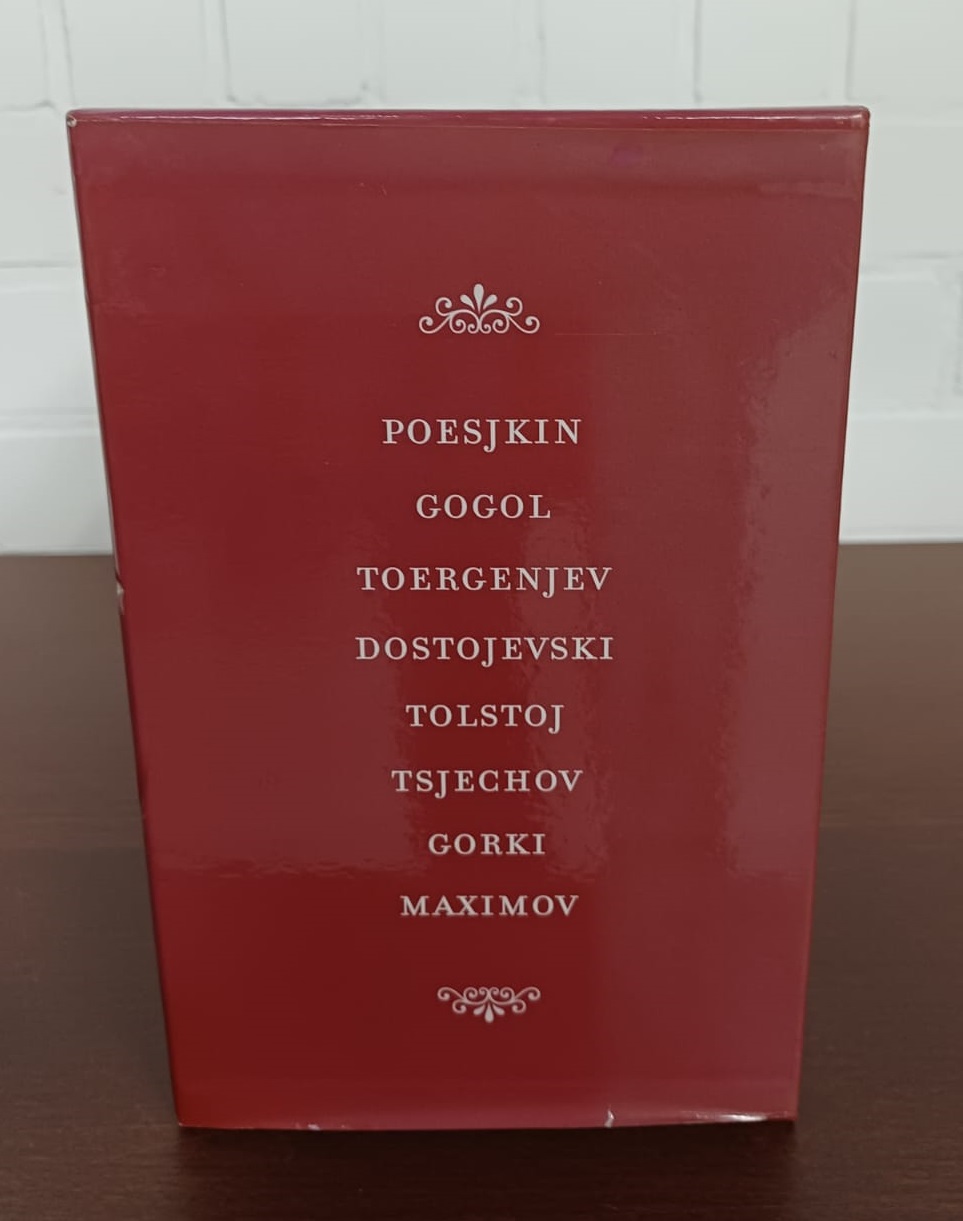 POESJKIN
GOGOL
TOERGENJEV
DOSTOJEVSKI
TOLSTOJ
TSJECHOV
GORKI
MAXIMOV